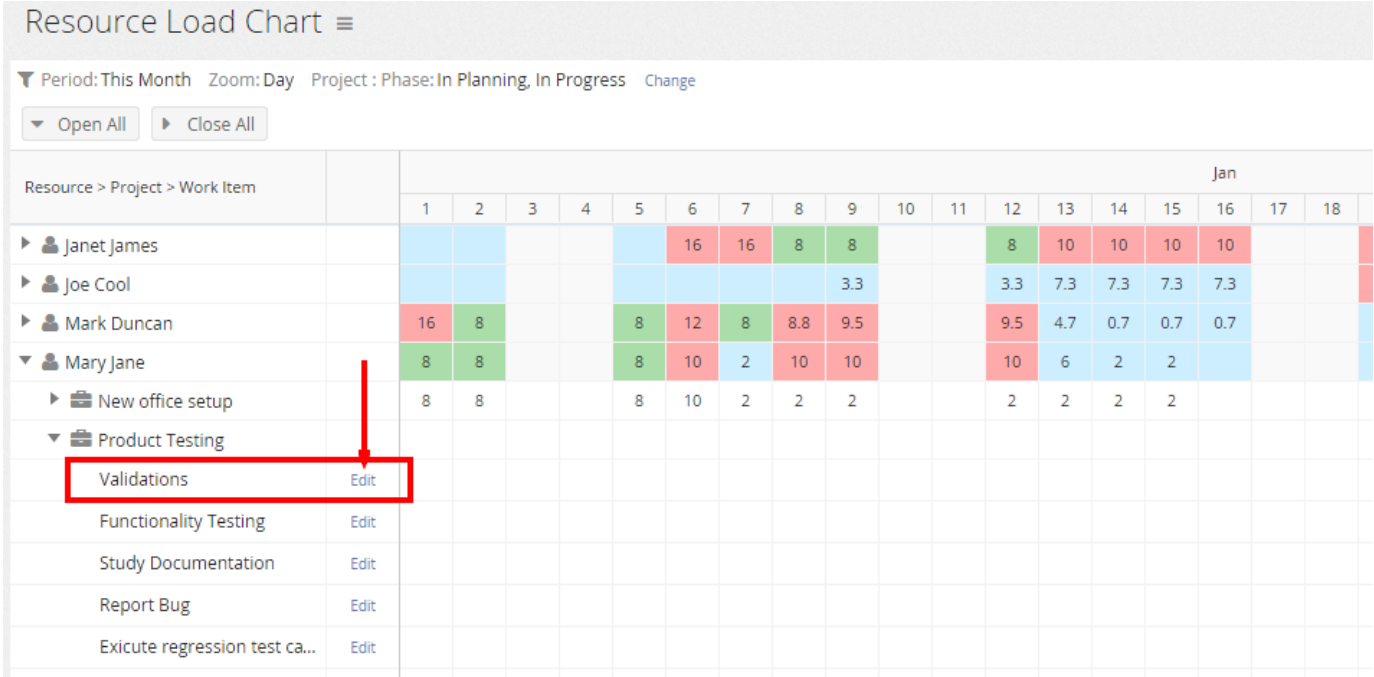 Resource Load Chart
Period: This Month Zoom: Day Project : Phase: In Planning, In Progress Change
Open All Close All
Jan
Resource > Project > Work Item
1 2 3 4 5 6 7 8 9 10 11 12 13 14 15 16 17 18
Janet James 16 16 8 8 8 10 10 10 10
Joe Cool 3.3 3.3 7.3 7.3 7.3 7.3
Mark Duncan 16 8 8 12 8 8.8 9.5 9.5 4.7 0.7 0.7 0.7
Mary Jane 8 8 8 10 2 10 10 10 6 2 2
New office setup 8 8 8 10 2 2 2 2 2 2 2
Product Testing
Validations Edit
Functionality Testing Edit
Study Documentation Edit
Report Bug Edit
Exicute regression test ca... Edit